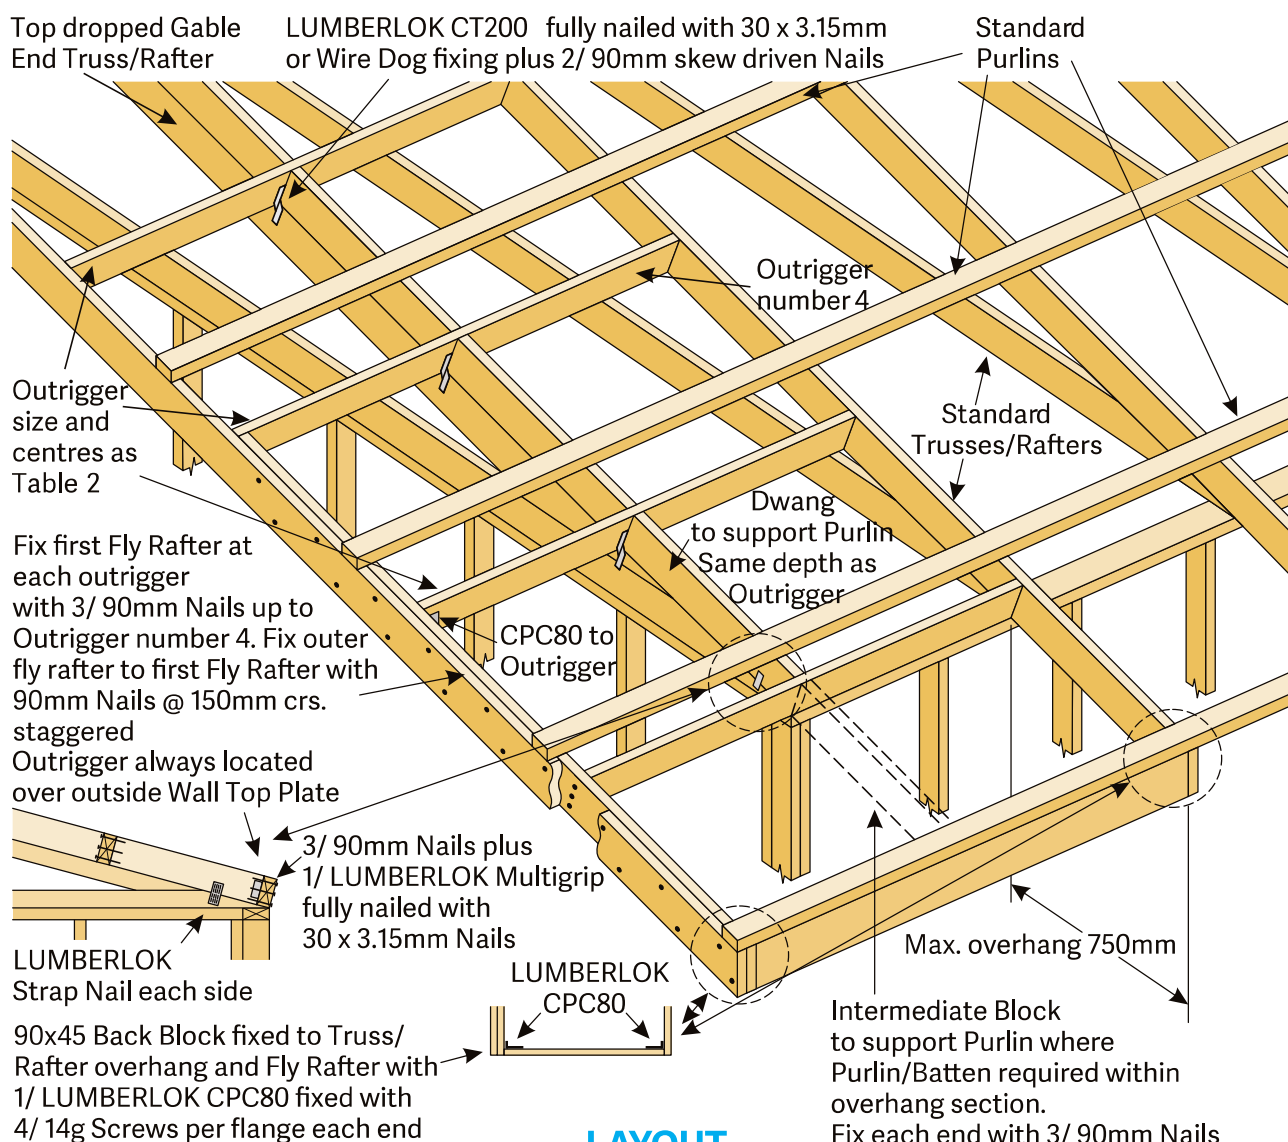 Top dropped Gable
End Truss/Rafter
LUMBERLOK CT200 fully nailed with 30 x 3.15mm
or Wire Dog fixing plus 2/ 90mm skew driven Nails
Standard
Purlins
Outrigger
number 4
Outrigger
size and
centres as
Table 2
Standard
Trusses/Rafters
Dwang
to support Purlin
Same depth as
Outrigger
Fix first Fly Rafter at
each outrigger
with 3/ 90mm Nails up to
Outrigger number 4. Fix outer
fly rafter to first Fly Rafter with
90mm Nails @ 150mm crs.
staggered
Outrigger always located
over outside Wall Top Plate
CPC80 to
Outrigger
3/ 90mm Nails plus
1/ LUMBERLOK Multigrip
fully nailed with
30 x 3.15mm Nails
LUMBERLOK
Strap Nail each side
LUMBERLOK
CPC80
Max. overhang 750mm
90x45 Back Block fixed to Truss/
Rafter overhang and Fly Rafter with
1/ LUMBERLOK CPC80 fixed with
4/ 14g Screws per flange each end
Intermediate Block
to support Purlin where
Purlin/Batten required within
overhang section.
Fix each end with 3/ 90mm Nails
LAYOUT